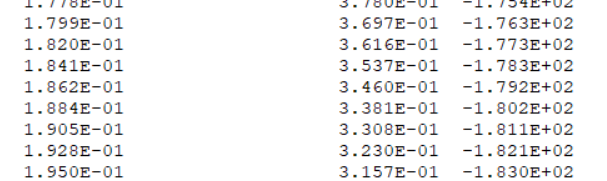 1.778E-01 3.780E-01 -1.754E+02
1.799E-01 3.697E-01 -1.763E+02
1.820E-01 3.616E-01 -1.773E+02
1.841E-01 3.537E-01 -1.783E+02
1.862E-01 3.460E-01 -1.792E+02
1.884E-01 3.381E-01 -1.802E+02
1.905E-01 3.308E-01 -1.811E+02
1.928E-01 3.230E-01 -1.821E+02
1.950E-01 3.157E-01 -1.830E+02